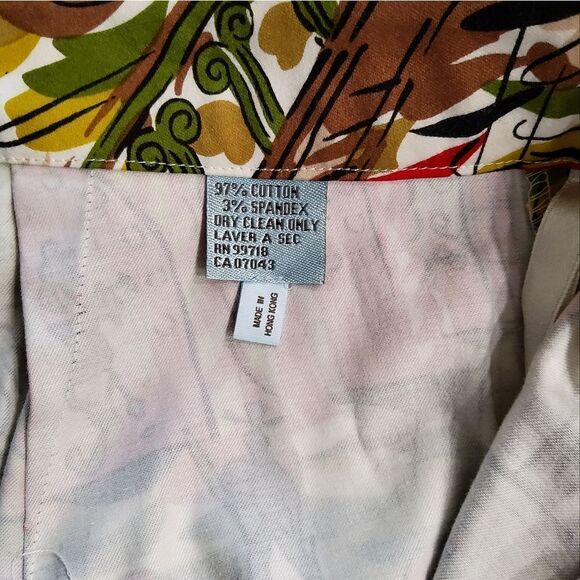 97% COTTON
3% SPANDEX
DRY CLEAN ONLY
LAVER A SEC
RN 99718
CA 07043
MADE IN
HONG KONG